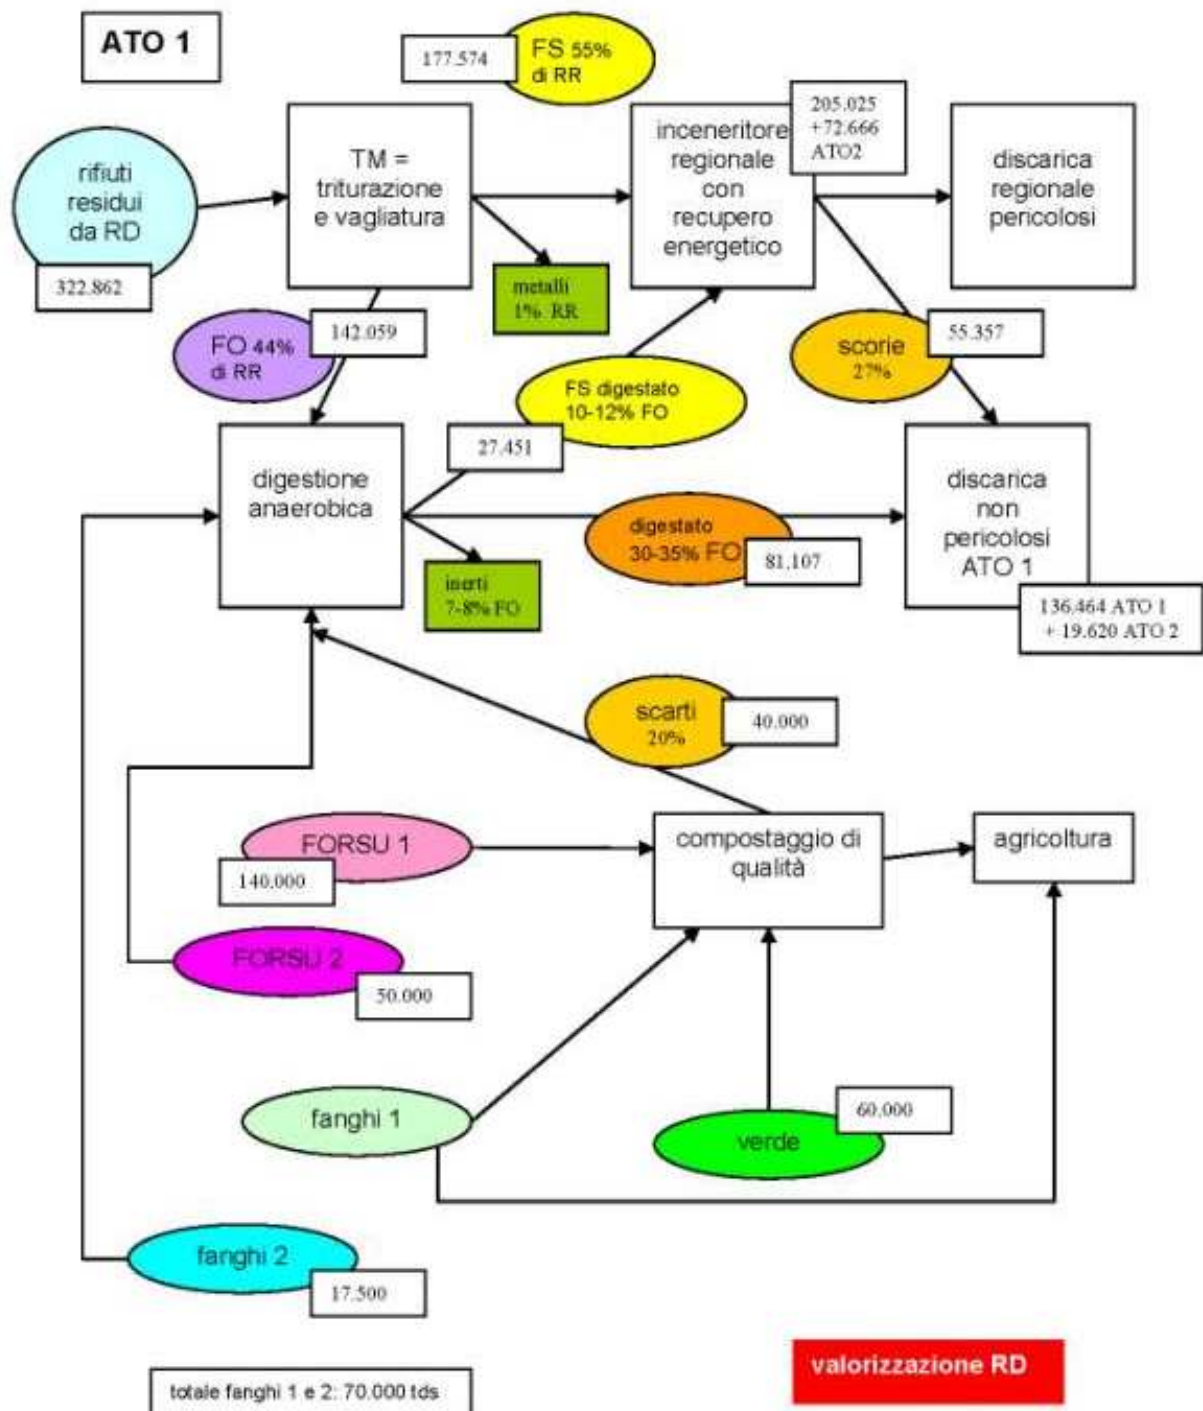 ATO 1
177.574
FS 55%
di RR
205.025
+72.666
ATO2
rifiuti
residui
da RD
322.862
TM =
triturazione
e vagliatura
inceneritore
regionale
con
recupero
energetico
discarica
regionale
pericolosi
metalli
1% RR
FO 44%
di RR
142.059
scorie
27%
55.357
FS digestato
10-12% FO
27.451
digestione
anaerobica
discarica
non
pericolosi
ATO 1
digestato
30-35% FO
81.107
inerti
7-8% FO
136.464 ATO 1
+ 19.620 ATO 2
scarti
20%
40.000
FORSU 1
140.000
compostaggio di
qualità
agricoltura
FORSU 2
50.000
fanghi 1
60.000
verde
fanghi 2
17.500
totale fanghi 1 e 2: 70.000 tds
valorizzazione RD